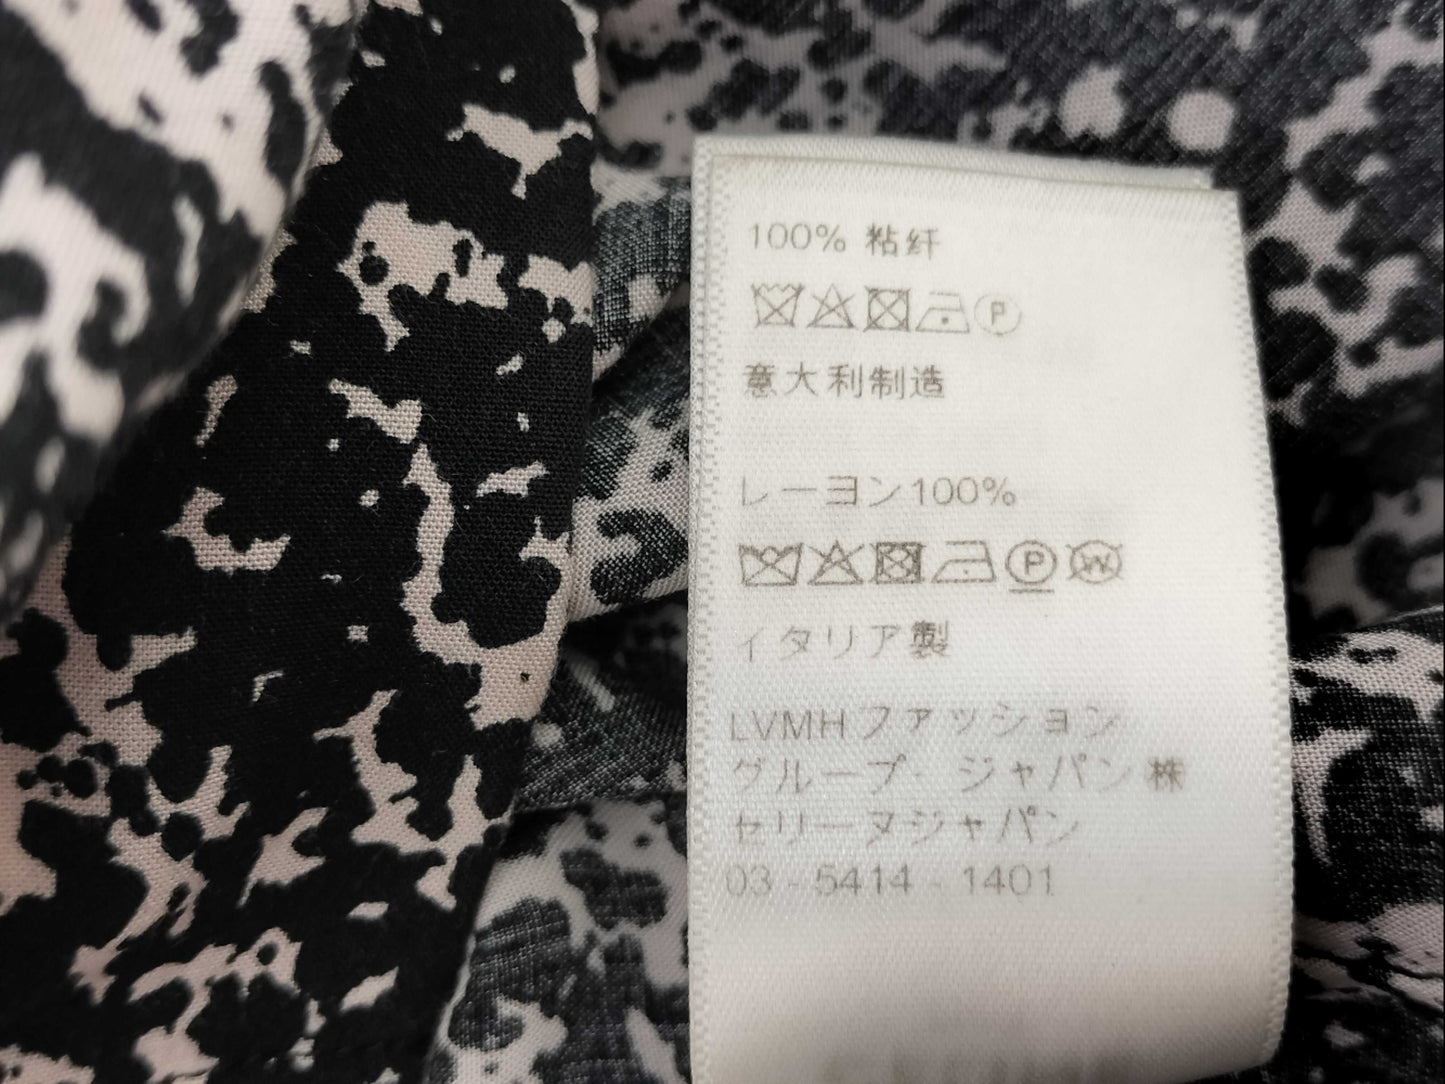 100% 粘纤
P
意大利制造
レーヨン100%
P W
イタリア製
LVMHファッション
グループ・ジャパン株
セリーヌジャパン
03 - 5414 - 1401